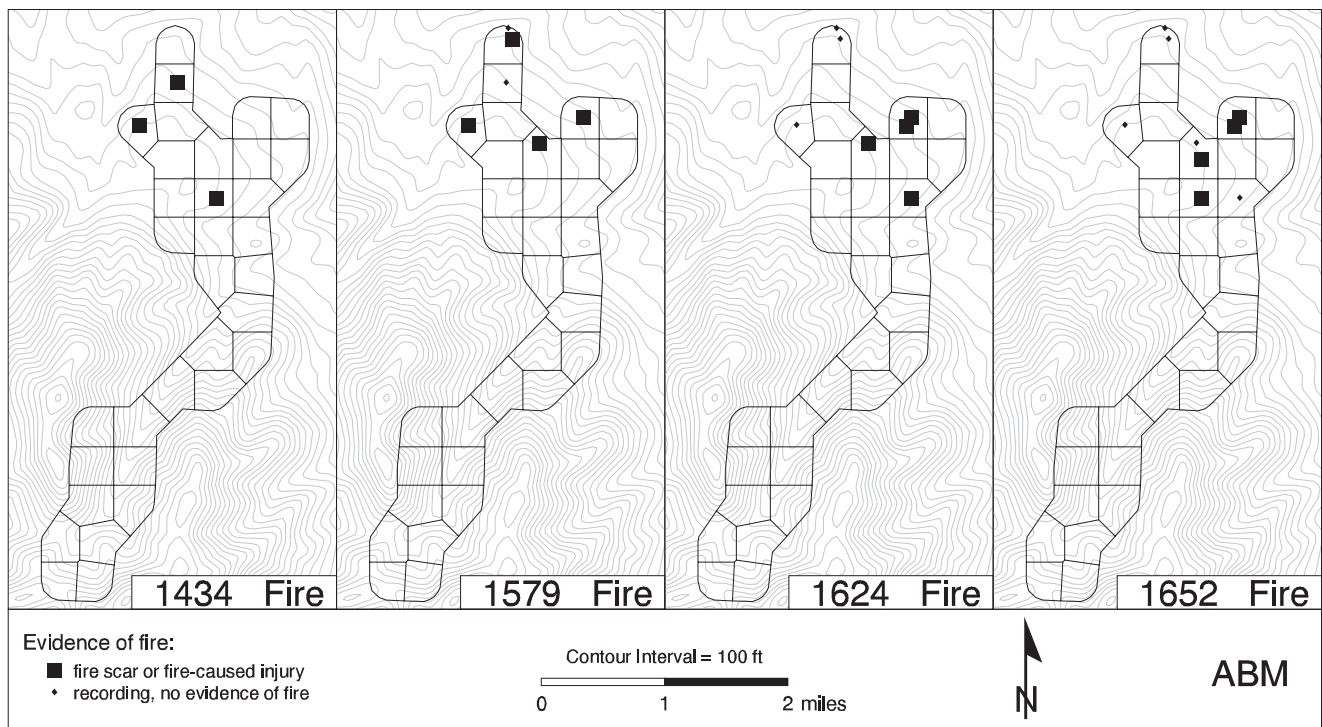 1434 Fire
1579 Fire
1624 Fire
1652 Fire
Evidence of fire:
fire scar or fire-caused injury
recording, no evidence of fire
Contour Interval = 100 ft
0 1 2 miles
N
ABM